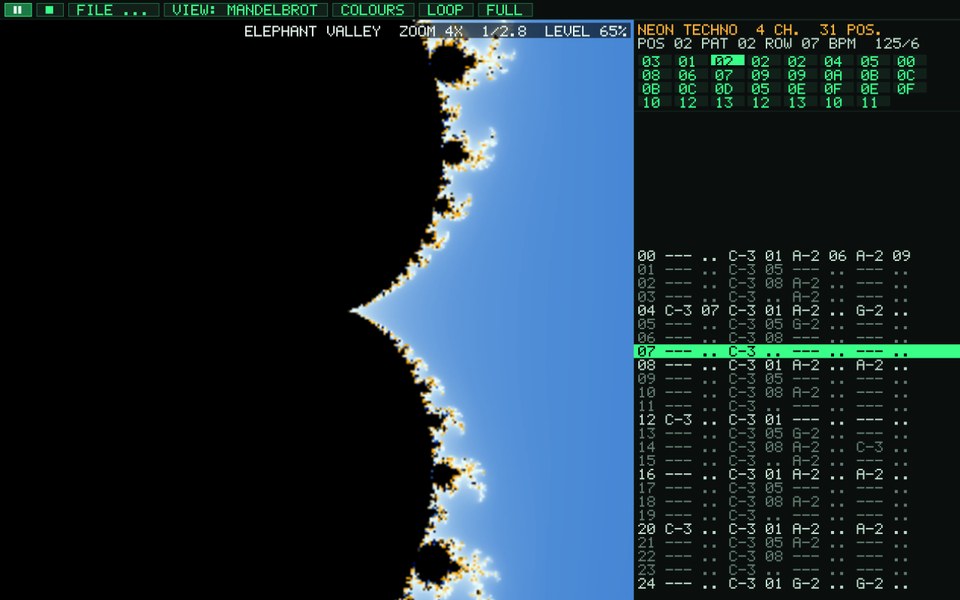 FILE ... VIEW: MANDELBROT COLOURS LOOP FULL
ELEPHANT VALLEY ZOOM 4X 1/2.8 LEVEL 65%
NEON TECHNO 4 CH. 31 POS.
POS 02 PAT 02 ROW 07 BPM 125/6
03 01 02 02 02 04 05 00
08 06 07 09 09 0A 0B 0C
0B 0C 0D 05 0E 0F 0E 0F
10 12 13 12 13 10 11
00 --- .. C-3 01 A-2 06 A-2 09
01 --- .. C-3 05 --- .. --- ..
02 --- .. C-3 08 A-2 .. --- ..
03 --- .. C-3 .. A-2 .. --- ..
04 C-3 07 C-3 01 A-2 .. G-2 ..
05 --- .. C-3 05 G-2 .. --- ..
06 --- .. C-3 08 --- .. --- ..
07 --- .. C-3 .. --- .. --- ..
08 --- .. C-3 01 A-2 .. A-2 ..
09 --- .. C-3 05 --- .. --- ..
10 --- .. C-3 08 A-2 .. --- ..
11 --- .. C-3 .. --- .. --- ..
12 C-3 .. C-3 01 --- .. --- ..
13 --- .. C-3 05 G-2 .. --- ..
14 --- .. C-3 08 A-2 .. C-3 ..
15 --- .. C-3 .. A-2 .. --- ..
16 --- .. C-3 01 A-2 .. A-2 ..
17 --- .. C-3 05 --- .. --- ..
18 --- .. C-3 08 A-2 .. --- ..
19 --- .. C-3 .. --- .. --- ..
20 C-3 .. C-3 01 A-2 .. A-2 ..
21 --- .. C-3 05 A-2 .. --- ..
22 --- .. C-3 08 --- .. --- ..
23 --- .. C-3 .. --- .. --- ..
24 --- .. C-3 01 G-2 .. G-2 ..